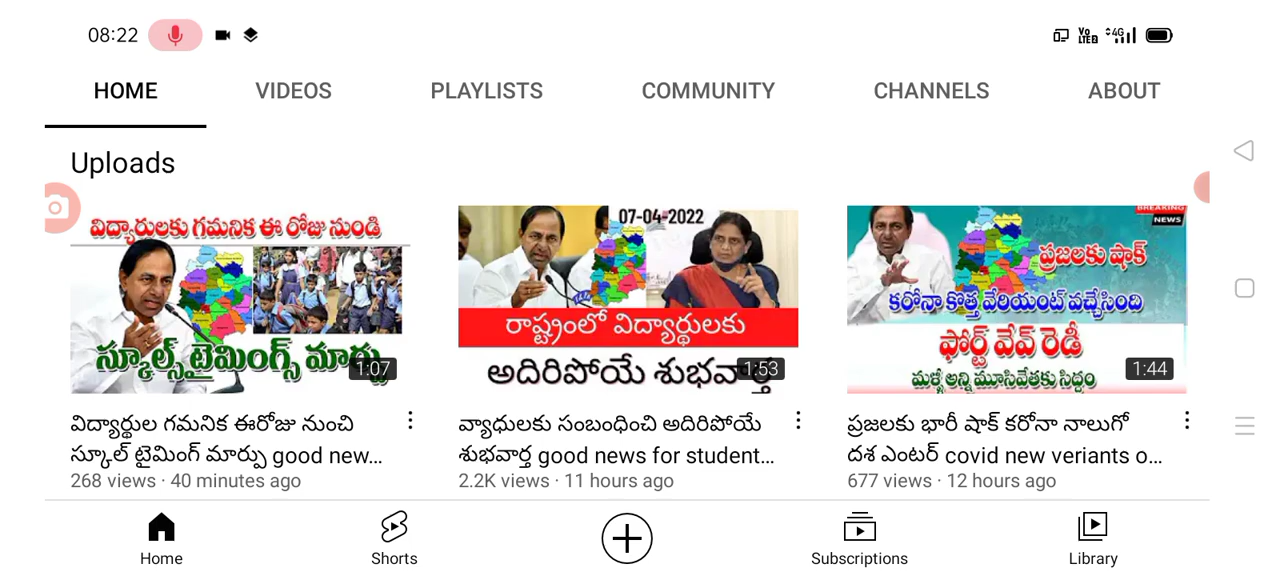 08:22
VoLTE 4G
HOME VIDEOS PLAYLISTS COMMUNITY CHANNELS ABOUT
Uploads
విద్యారులకు గమనిక ఈ రోజు నుండి
స్కూల్స్ టైమింగ్స్ మార్పు
1:07
07-04-2022
రాష్ట్రంలో విద్యార్థులకు
అదిరిపోయే శుభవార్త
1:53
BREAKING
NEWS
ప్రజలకు షాక్
కరోనా కొత్త వేరియంట్ వచ్చేసింది
ఫోర్త్ వేవ్ రెడీ
మళ్ళీ అన్ని మూసివేతకు సిద్ధం
1:44
విద్యార్థుల గమనిక ఈరోజు నుంచి
స్కూల్ టైమింగ్ మార్పు good new...
268 views · 40 minutes ago
వ్యాధులకు సంబంధించి అదిరిపోయే
శుభవార్త good news for student...
2.2K views · 11 hours ago
ప్రజలకు భారీ షాక్ కరోనా నాలుగో
దశ ఎంటర్ covid new veriants o...
677 views · 12 hours ago
Home Shorts Subscriptions Library